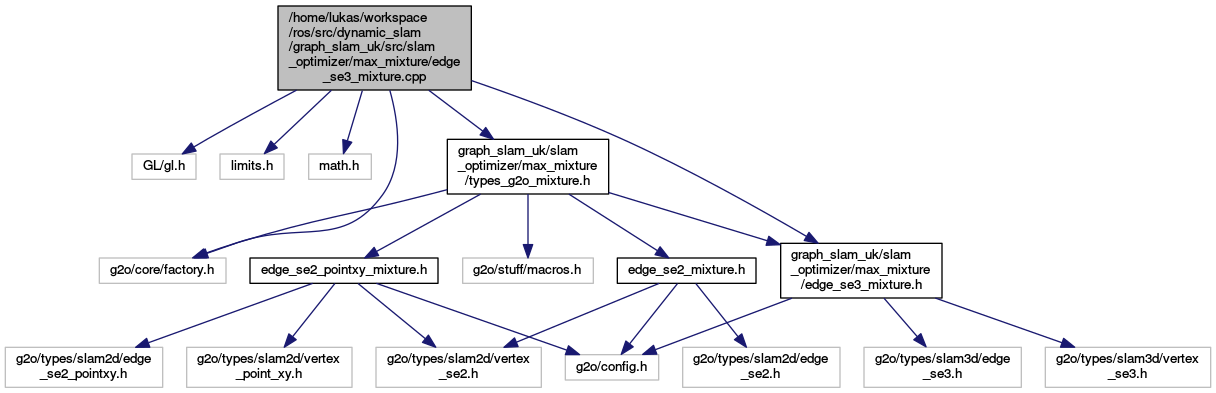 /home/lukas/workspace
/ros/src/dynamic_slam
/graph_slam_uk/src/slam
_optimizer/max_mixture/edge
_se3_mixture.cpp
GL/gl.h
limits.h
math.h
graph_slam_uk/slam
_optimizer/max_mixture
/types_g2o_mixture.h
g2o/core/factory.h
edge_se2_pointxy_mixture.h
g2o/stuff/macros.h
edge_se2_mixture.h
graph_slam_uk/slam
_optimizer/max_mixture
/edge_se3_mixture.h
g2o/types/slam2d/edge
_se2_pointxy.h
g2o/types/slam2d/vertex
_point_xy.h
g2o/types/slam2d/vertex
_se2.h
g2o/config.h
g2o/types/slam2d/edge
_se2.h
g2o/types/slam3d/edge
_se3.h
g2o/types/slam3d/vertex
_se3.h